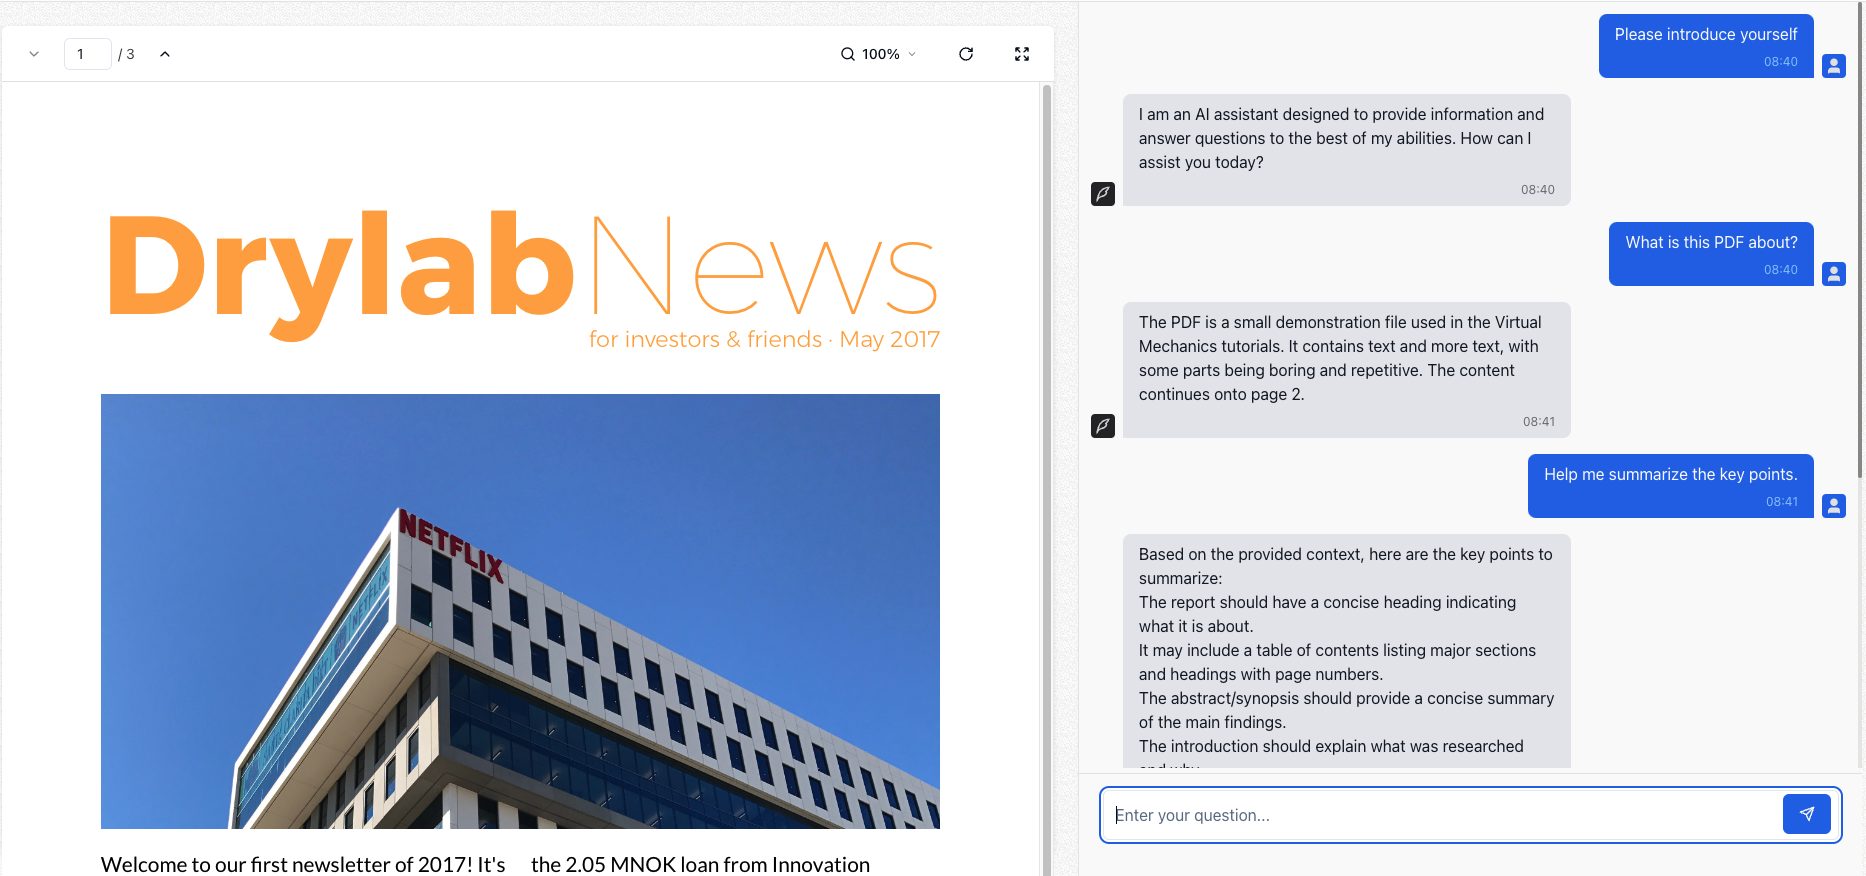 1 / 3
100%
DrylabNews
for investors & friends · May 2017
NETFLIX
NETFLIX
Welcome to our first newsletter of 2017! It's
the 2.05 MNOK loan from Innovation
Please introduce yourself
08:40
I am an AI assistant designed to provide information and
answer questions to the best of my abilities. How can I
assist you today?
08:40
What is this PDF about?
08:40
The PDF is a small demonstration file used in the Virtual
Mechanics tutorials. It contains text and more text, with
some parts being boring and repetitive. The content
continues onto page 2.
08:41
Help me summarize the key points.
08:41
Based on the provided context, here are the key points to
summarize:
The report should have a concise heading indicating
what it is about.
It may include a table of contents listing major sections
and headings with page numbers.
The abstract/synopsis should provide a concise summary
of the main findings.
The introduction should explain what was researched
and why
Enter your question...